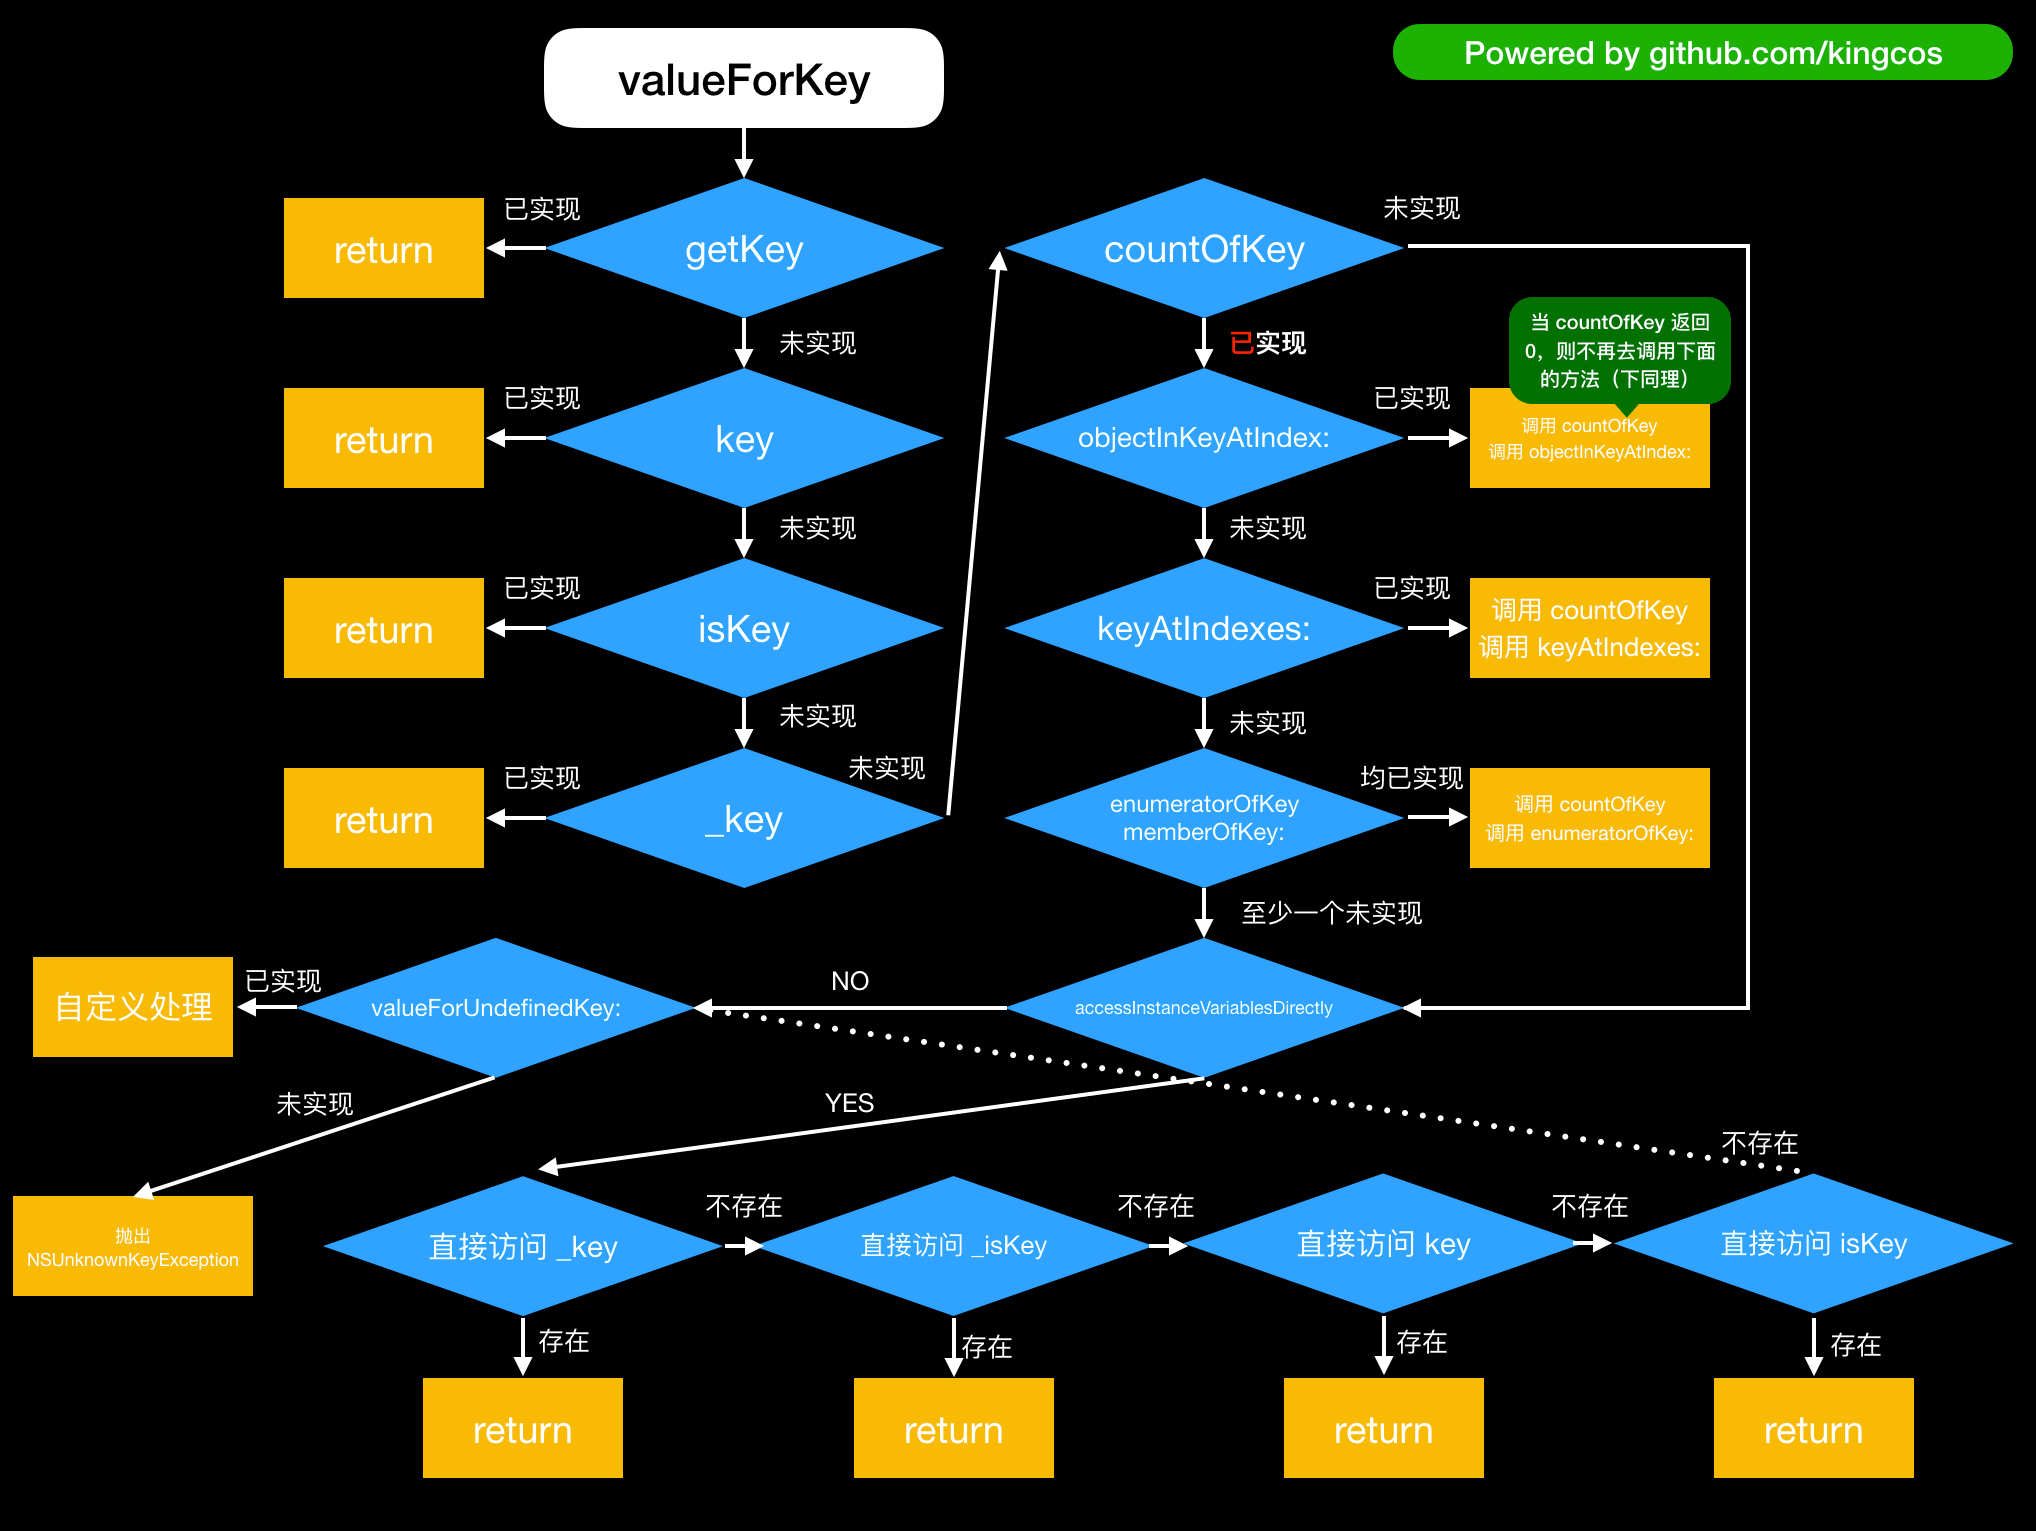 valueForKey
Powered by github.com/kingcos
return
已实现
getKey
countOfKey
未实现
未实现
已实现
当 countOfKey 返回
0，则不再去调用下面
的方法（下同理）
return
已实现
key
objectInKeyAtIndex:
已实现
调用 countOfKey
调用 objectInKeyAtIndex:
未实现
未实现
return
已实现
isKey
keyAtIndexes:
已实现
调用 countOfKey
调用 keyAtIndexes:
未实现
未实现
return
已实现
_key
未实现
enumeratorOfKey
memberOfKey:
均已实现
调用 countOfKey
调用 enumeratorOfKey:
至少一个未实现
自定义处理
已实现
valueForUndefinedKey:
NO
accessInstanceVariablesDirectly
未实现
YES
不存在
抛出
NSUnknownKeyException
直接访问 _key
不存在
直接访问 _isKey
不存在
直接访问 key
不存在
直接访问 isKey
存在
存在
存在
存在
return
return
return
return